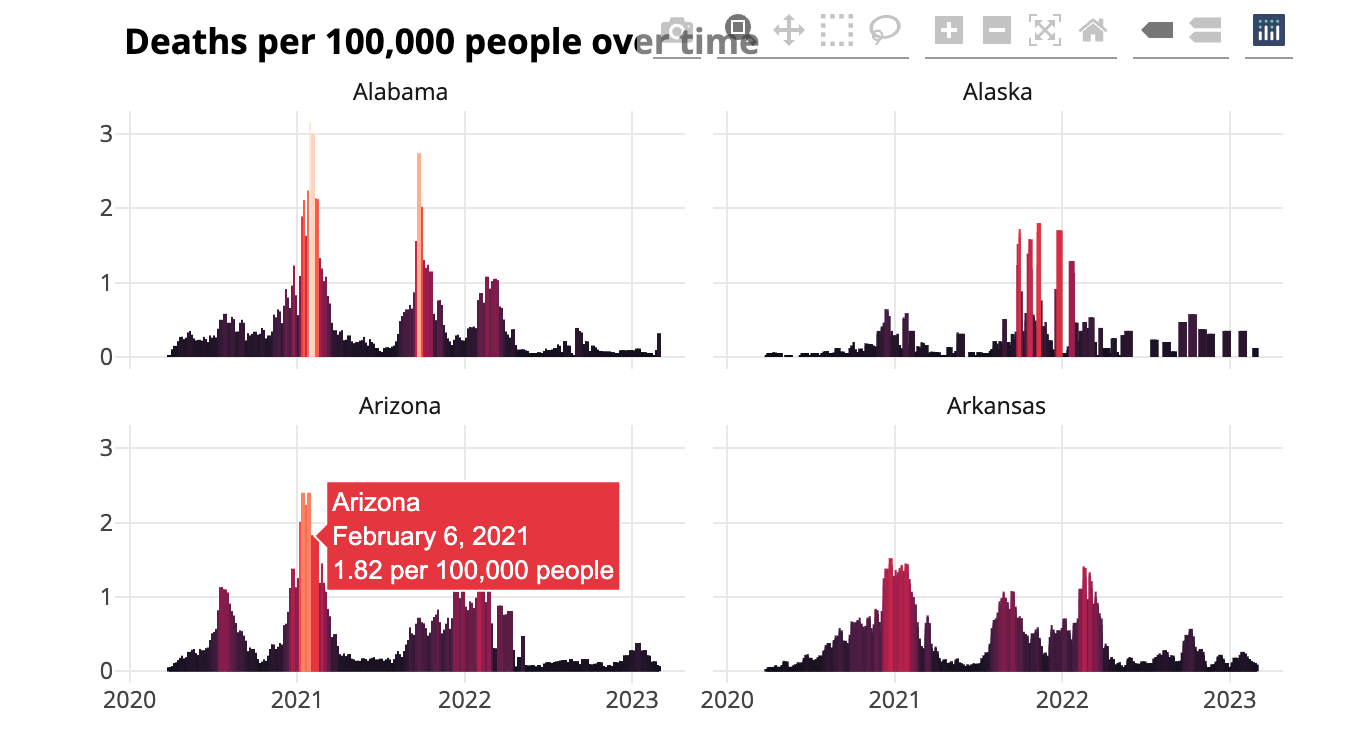 Deaths per 100,000 people over time
Alabama
Alaska
3
2
1
0
Arizona
Arkansas
3
2
1
0
Arizona
February 6, 2021
1.82 per 100,000 people
2020
2021
2022
2023
2020
2021
2022
2023